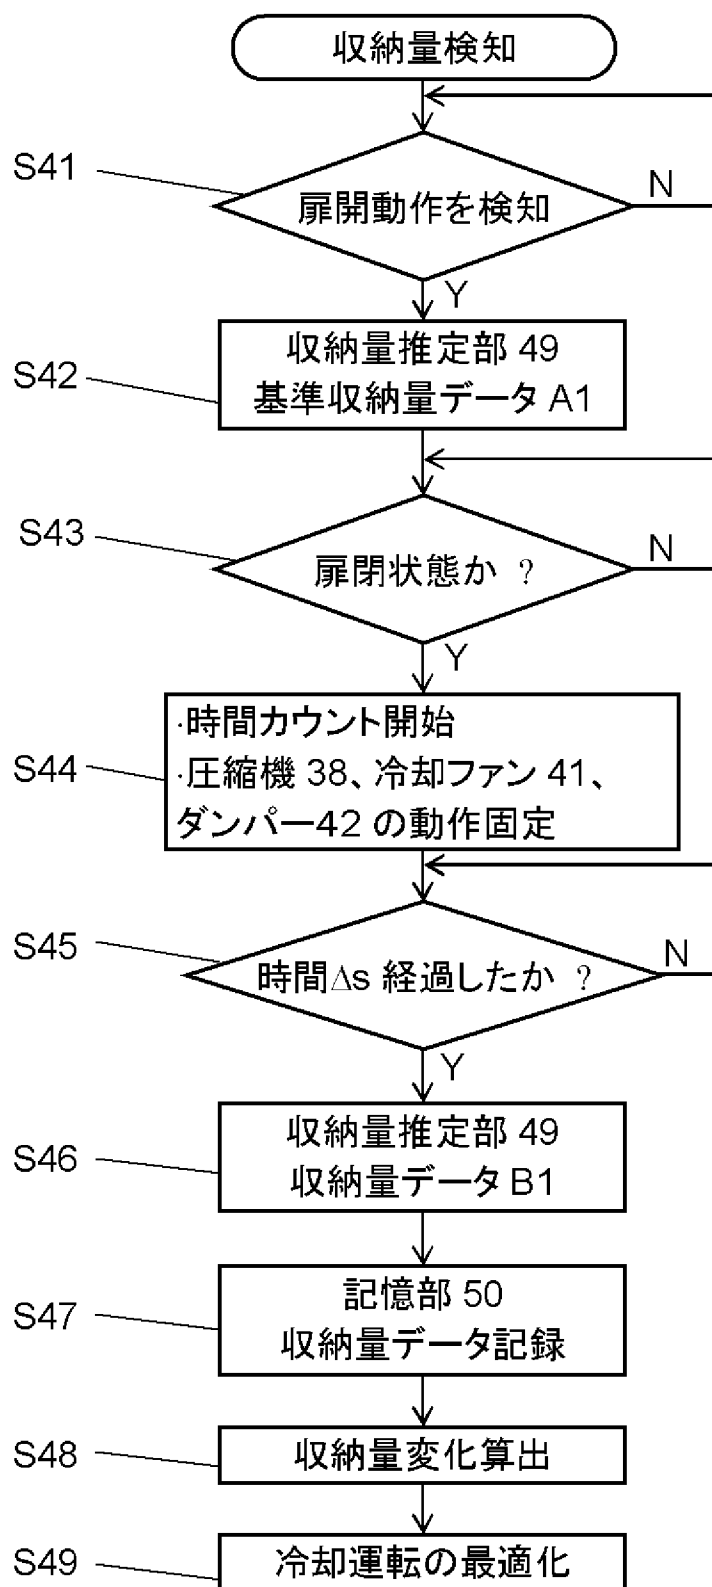 収納量検知
S41
扉開動作を検知
N
Y
S42
収納量推定部 49
基準収納量データ A1
S43
扉閉状態か ?
N
Y
S44
·時間カウント開始
·圧縮機 38、冷却ファン 41、
ダンパー42 の動作固定
S45
時間Δs 経過したか ?
N
Y
S46
収納量推定部 49
収納量データ B1
S47
記憶部 50
収納量データ記録
S48
収納量変化算出
S49
冷却運転の最適化